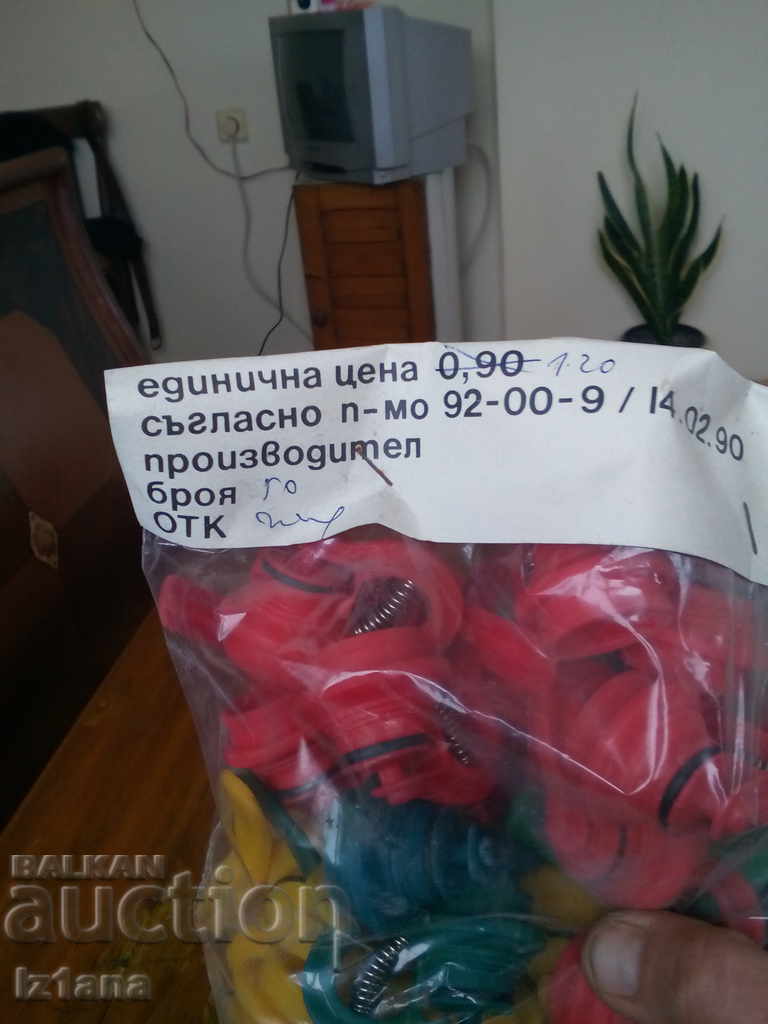 единична цена 0,90 1.20
съгласно п-мо 92-00-9 / 14.02.90
производител
броя 50
ОТК
BALKAN
auction
Iz1ana